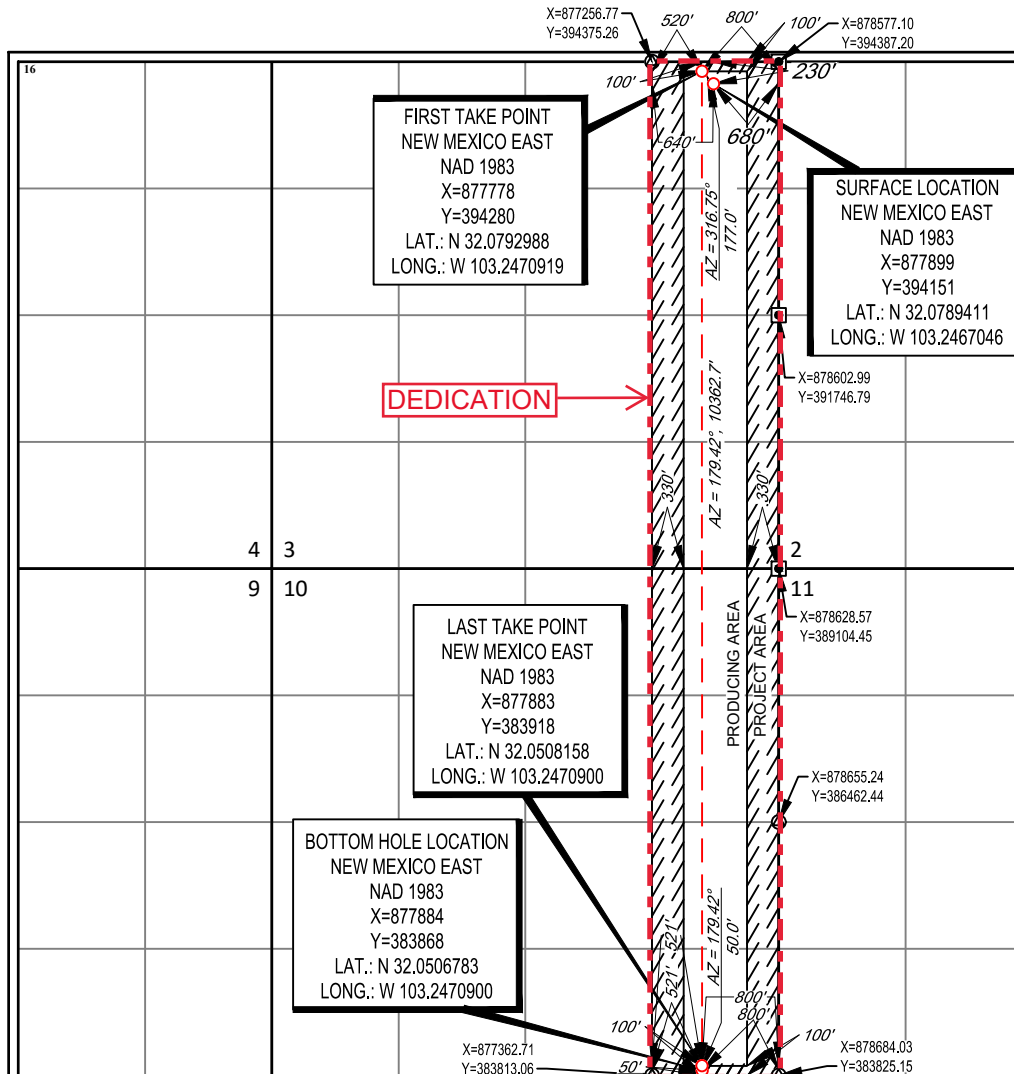 X=877256.77
Y=394375.26
520'
800'
100'
X=878577.10
Y=394387.20
16
100'
230'
640'
680'
FIRST TAKE POINT
NEW MEXICO EAST
NAD 1983
X=877778
Y=394280
LAT.: N 32.0792988
LONG.: W 103.2470919
SURFACE LOCATION
NEW MEXICO EAST
NAD 1983
X=877899
Y=394151
LAT.: N 32.0789411
LONG.: W 103.2467046
AZ = 316.75°
177.0'
X=878602.99
Y=391746.79
DEDICATION
AZ = 179.42°, 10362.7'
330'
330'
4 3
2
9 10
11
X=878628.57
Y=389104.45
LAST TAKE POINT
NEW MEXICO EAST
NAD 1983
X=877883
Y=383918
LAT.: N 32.0508158
LONG.: W 103.2470900
PRODUCING AREA
PROJECT AREA
X=878655.24
Y=386462.44
BOTTOM HOLE LOCATION
NEW MEXICO EAST
NAD 1983
X=877884
Y=383868
LAT.: N 32.0506783
LONG.: W 103.2470900
AZ = 179.42°
50.0'
521'
521'
800'
800'
100'
100'
50'
X=877362.71
Y=383813.06
X=878684.03
Y=383825.15